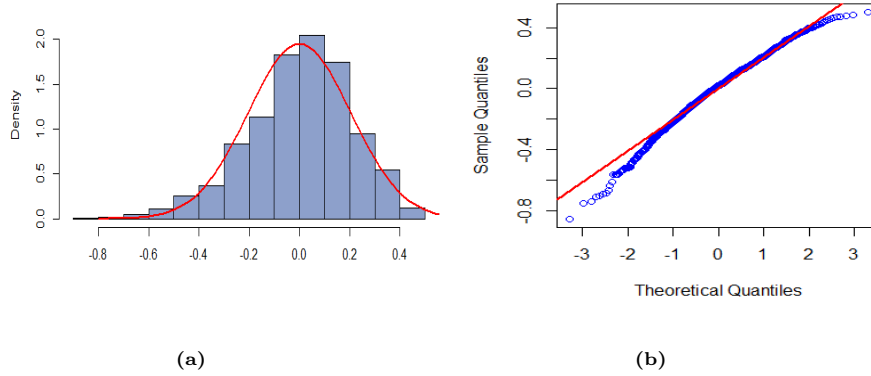 Density
0.0 0.5 1.0 1.5 2.0
-0.8 -0.6 -0.4 -0.2 0.0 0.2 0.4
Sample Quantiles
-0.8 -0.4 0.0 0.4
-3 -2 -1 0 1 2 3
Theoretical Quantiles
(a)
(b)